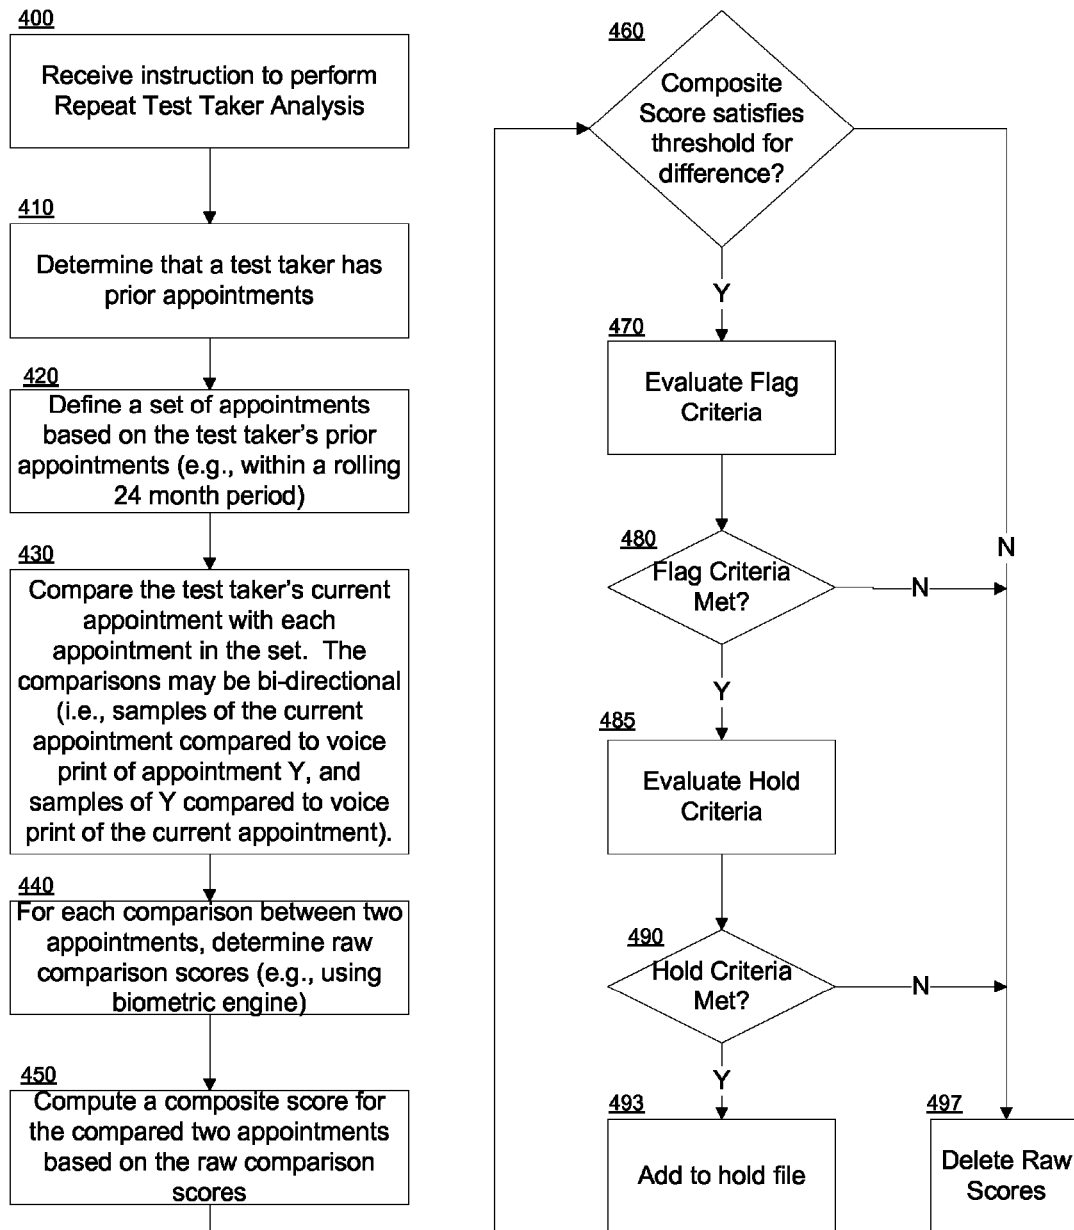 400
Receive instruction to perform
Repeat Test Taker Analysis
410
Determine that a test taker has
prior appointments
420
Define a set of appointments
based on the test taker's prior
appointments (e.g., within a rolling
24 month period)
430
Compare the test taker's current
appointment with each
appointment in the set.  The
comparisons may be bi-directional
(i.e., samples of the current
appointment compared to voice
print of appointment Y, and
samples of Y compared to voice
print of the current appointment).
440
For each comparison between two
appointments, determine raw
comparison scores (e.g., using
biometric engine)
450
Compute a composite score for
the compared two appointments
based on the raw comparison
scores
460
Composite
Score satisfies
threshold for
difference?
Y
N
470
Evaluate Flag
Criteria
480
Flag Criteria
Met?
N
Y
485
Evaluate Hold
Criteria
490
Hold Criteria
Met?
N
Y
493
Add to hold file
497
Delete Raw
Scores